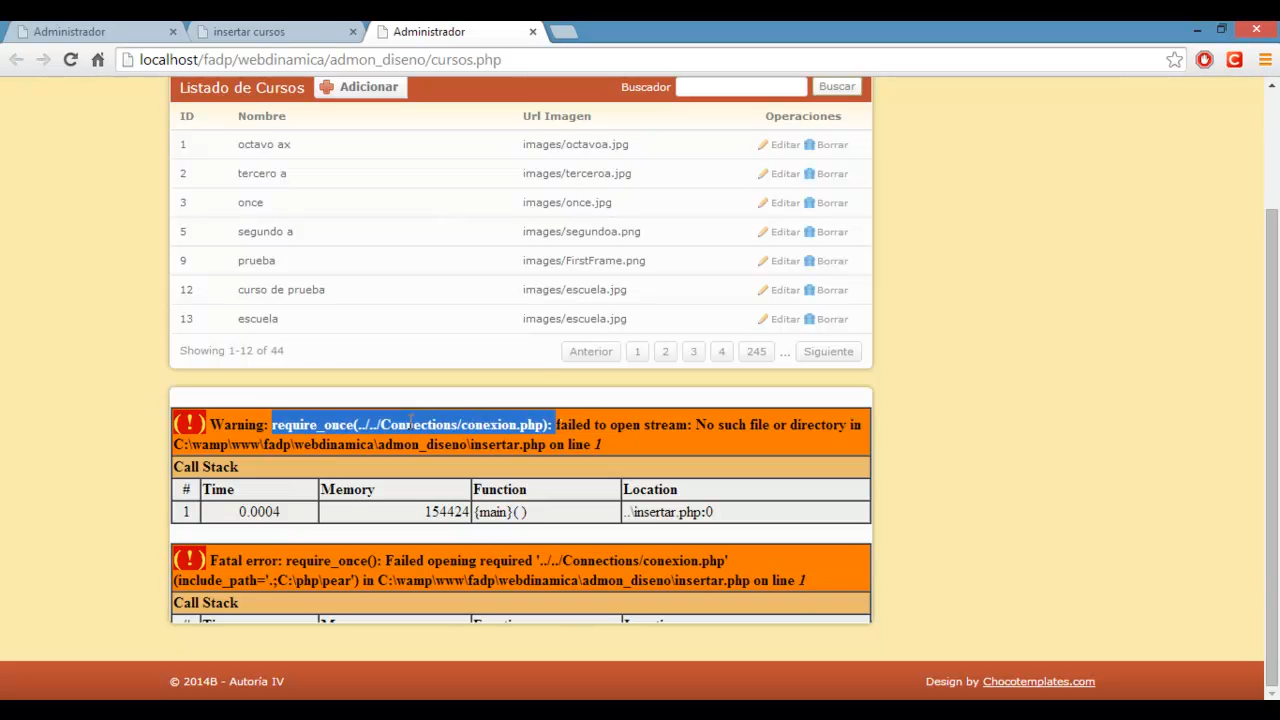 Administrador
insertar cursos
Administrador
localhost/fadp/webdinamica/admon_diseno/cursos.php
Listado de Cursos
Adicionar
Buscador
Buscar
ID Nombre Url Imagen Operaciones
1 octavo ax images/octavoa.jpg Editar Borrar
2 tercero a images/terceroa.jpg Editar Borrar
3 once images/once.jpg Editar Borrar
5 segundo a images/segundoa.png Editar Borrar
9 prueba images/FirstFrame.png Editar Borrar
12 curso de prueba images/escuela.jpg Editar Borrar
13 escuela images/escuela.jpg Editar Borrar
Showing 1-12 of 44 Anterior 1 2 3 4 245 ... Siguiente
(!) Warning: require_once(../../Connections/conexion.php): failed to open stream: No such file or directory in
C:\wamp\www\fadp\webdinamica\admon_diseno\insertar.php on line 1
Call Stack
# Time Memory Function Location
1 0.0004 154424 {main}( ) ..\insertar.php:0
(!) Fatal error: require_once(): Failed opening required '../../Connections/conexion.php'
(include_path='.;C:\php\pear') in C:\wamp\www\fadp\webdinamica\admon_diseno\insertar.php on line 1
Call Stack
© 2014B - Autoría IV
Design by Chocotemplates.com